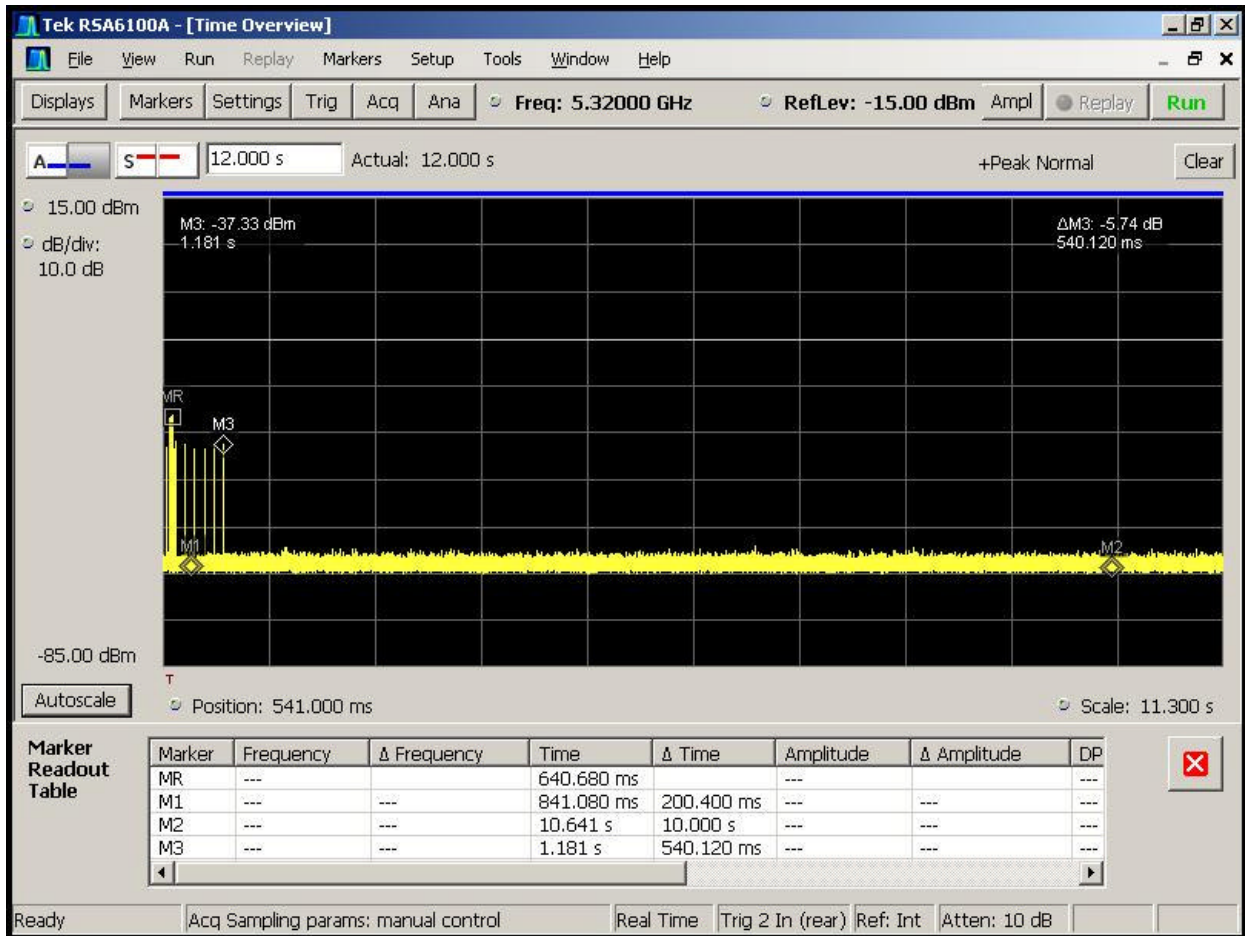 Tek RSA6100A - [Time Overview]
File View Run Replay Markers Setup Tools Window Help
Displays Markers Settings Trig Acq Ana Freq: 5.32000 GHz RefLev: -15.00 dBm Ampl Replay Run
A S 12.000 s Actual: 12.000 s +Peak Normal Clear
15.00 dBm
dB/div:
10.0 dB
M3: -37.33 dBm
1.181 s
ΔM3: -5.74 dB
540.120 ms
MR
M3
M1
M2
-85.00 dBm
T
Autoscale Position: 541.000 ms Scale: 11.300 s
Marker Readout Table
Marker Frequency Δ Frequency Time Δ Time Amplitude Δ Amplitude DP
MR --- 640.680 ms --- ---
M1 --- --- 841.080 ms 200.400 ms --- --- ---
M2 --- --- 10.641 s 10.000 s --- --- ---
M3 --- --- 1.181 s 540.120 ms --- --- ---
Ready Acq Sampling params: manual control Real Time Trig 2 In (rear) Ref: Int Atten: 10 dB